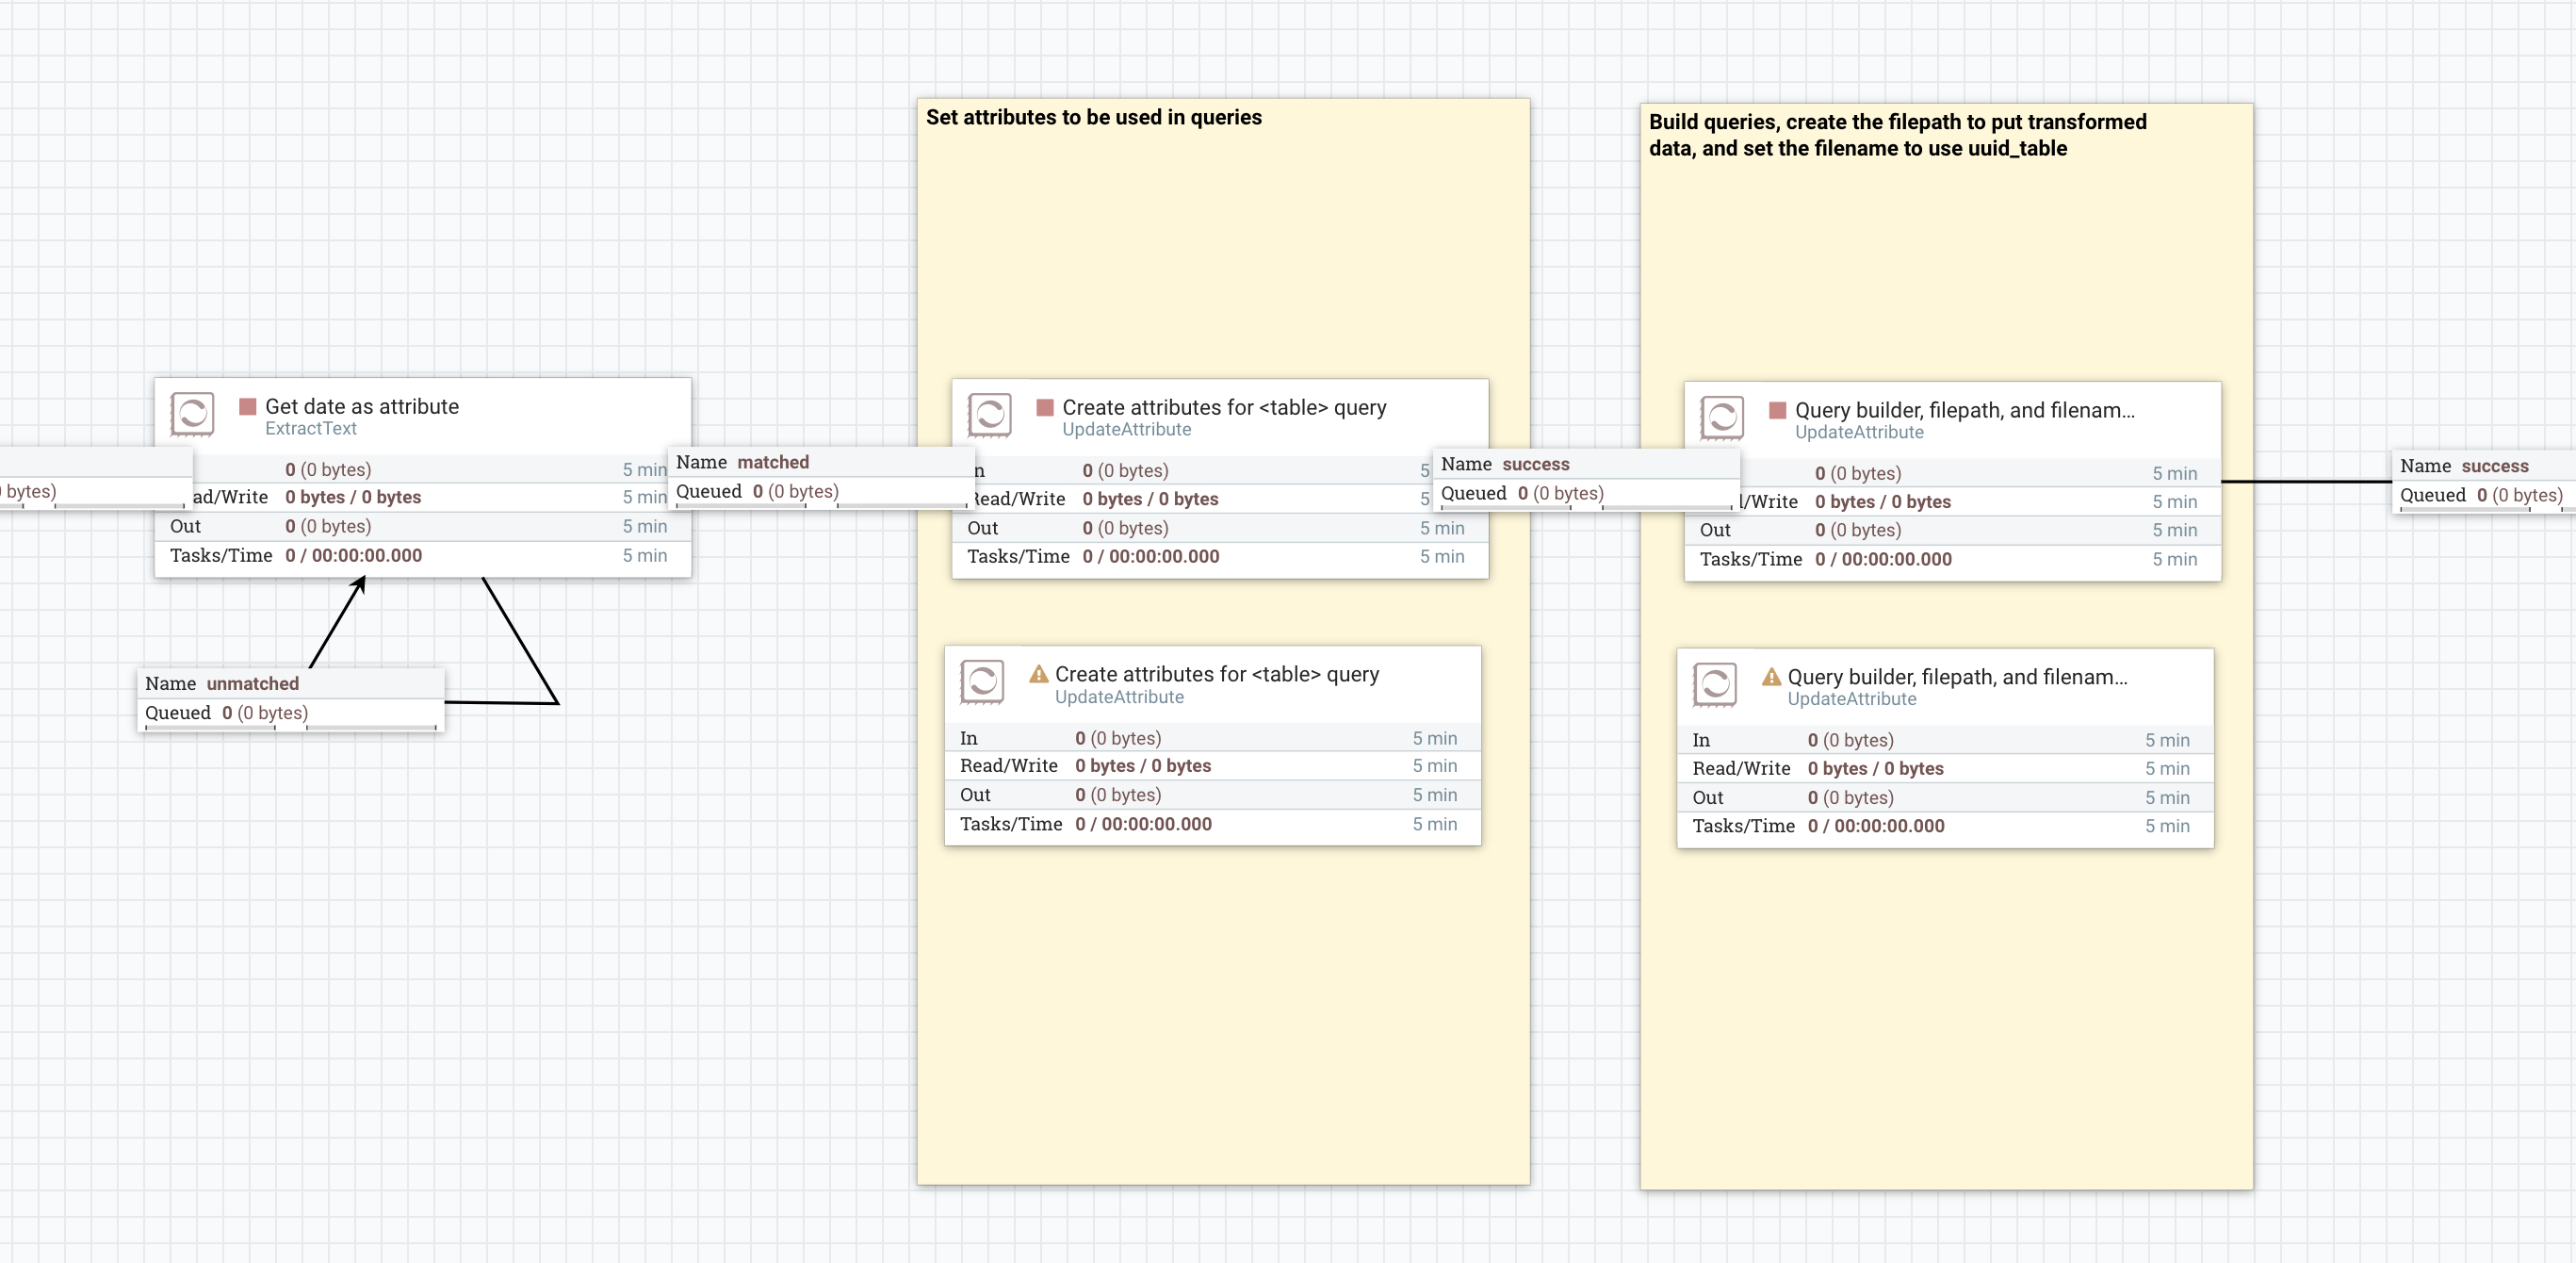 Set attributes to be used in queries
Build queries, create the filepath to put transformed
data, and set the filename to use uuid_table
Get date as attribute
ExtractText
0 (0 bytes) 5 min
bytes)
ad/Write 0 bytes / 0 bytes 5 min
Out 0 (0 bytes) 5 min
Tasks/Time 0 / 00:00:00.000 5 min
Name matched
Queued 0 (0 bytes)
Name unmatched
Queued 0 (0 bytes)
Create attributes for <table> query
UpdateAttribute
n 0 (0 bytes) 5
Read/Write 0 bytes / 0 bytes 5
Out 0 (0 bytes) 5 min
Tasks/Time 0 / 00:00:00.000 5 min
Name success
Queued 0 (0 bytes)
Query builder, filepath, and filenam...
UpdateAttribute
0 (0 bytes) 5 min
/Write 0 bytes / 0 bytes 5 min
Out 0 (0 bytes) 5 min
Tasks/Time 0 / 00:00:00.000 5 min
Name success
Queued 0 (0 bytes)
Create attributes for <table> query
UpdateAttribute
In 0 (0 bytes) 5 min
Read/Write 0 bytes / 0 bytes 5 min
Out 0 (0 bytes) 5 min
Tasks/Time 0 / 00:00:00.000 5 min
Query builder, filepath, and filenam...
UpdateAttribute
In 0 (0 bytes) 5 min
Read/Write 0 bytes / 0 bytes 5 min
Out 0 (0 bytes) 5 min
Tasks/Time 0 / 00:00:00.000 5 min